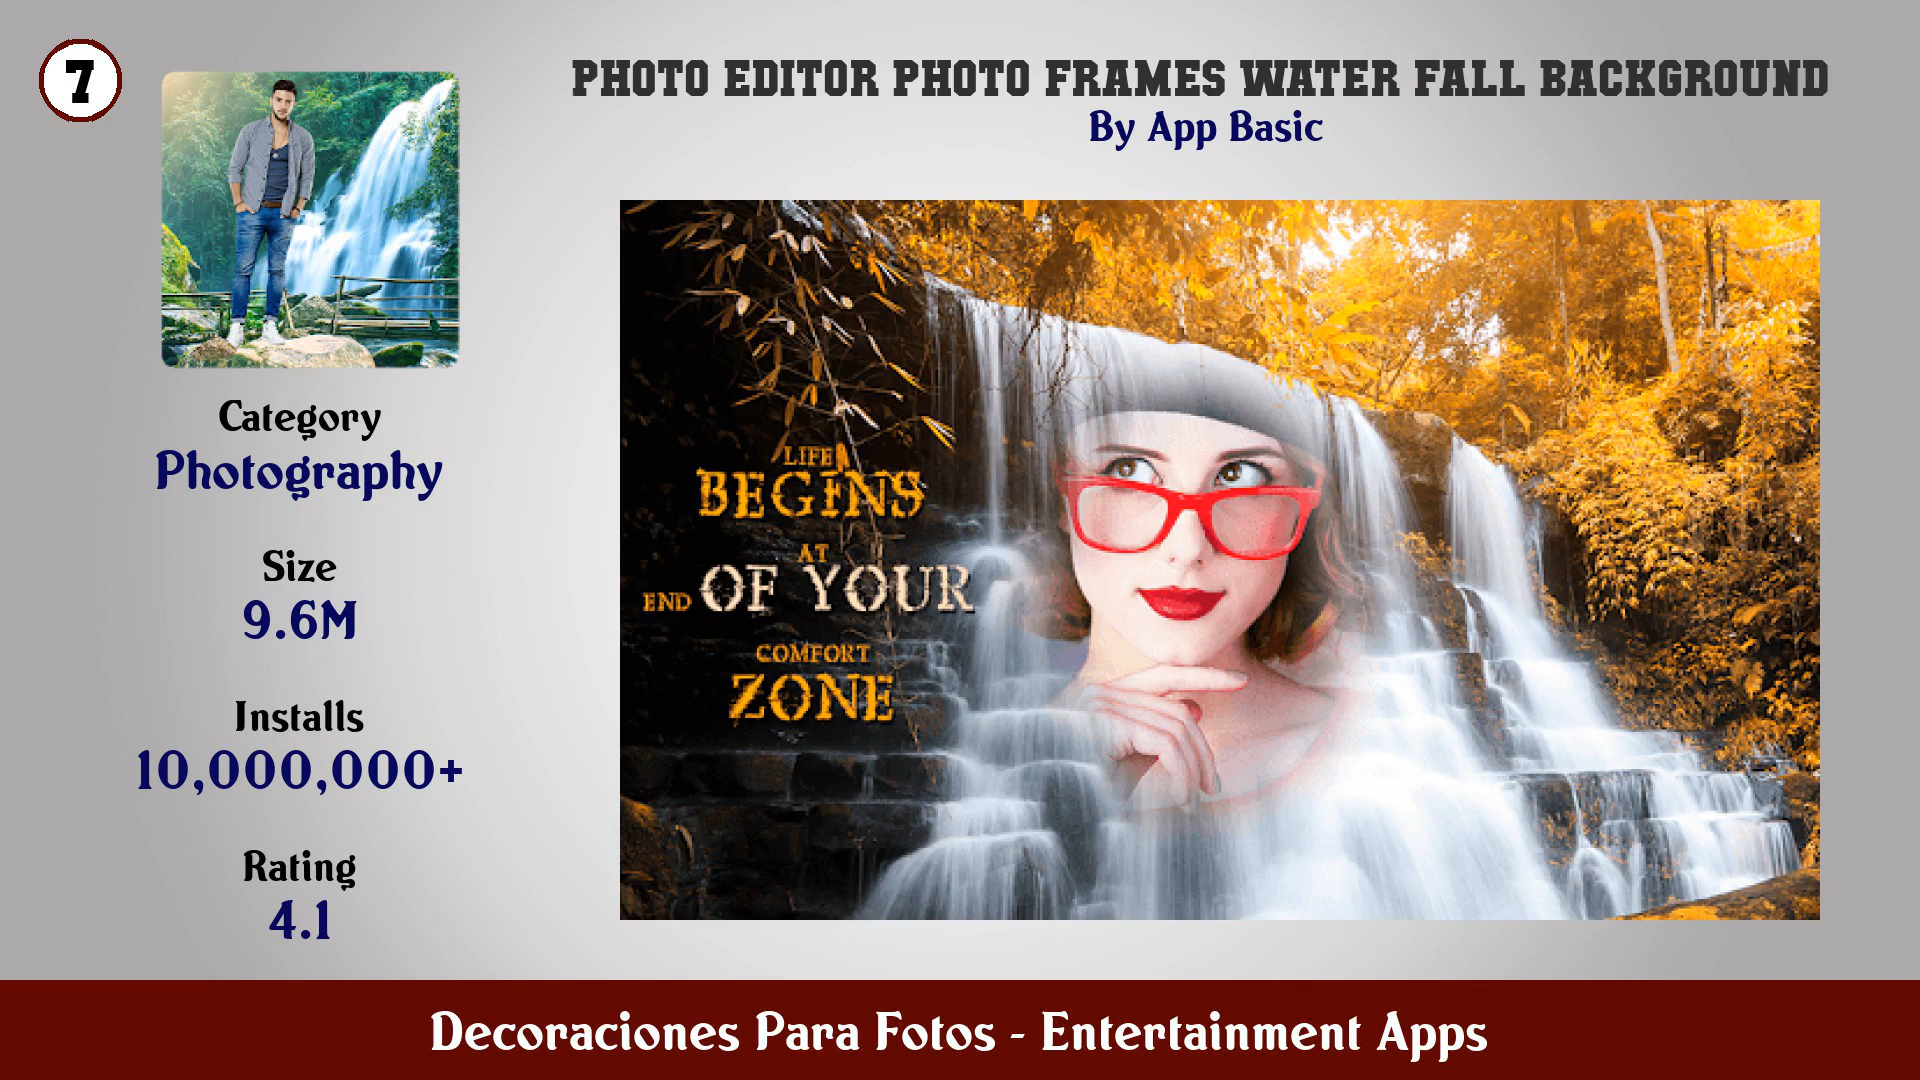 7
PHOTO EDITOR PHOTO FRAMES WATER FALL BACKGROUND
By App Basic
Category
Photography
Size
9.6M
Installs
10,000,000+
Rating
4.1
LIFE
BEGINS
AT
END OF YOUR
COMFORT
ZONE
Decoraciones Para Fotos - Entertainment Apps